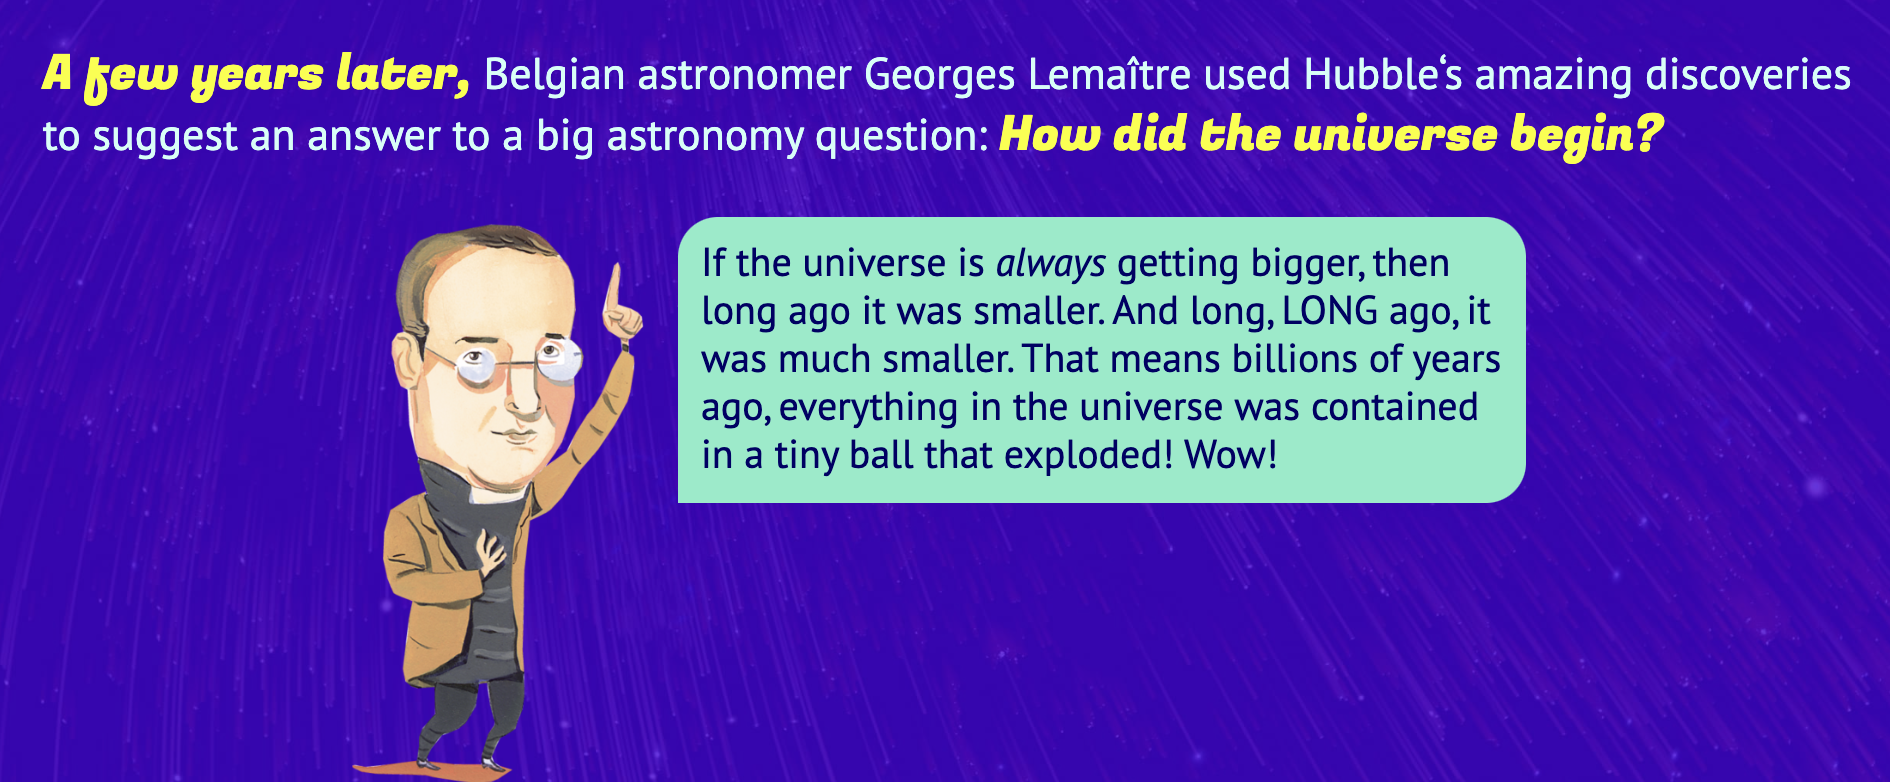 A few years later, Belgian astronomer Georges Lemaître used Hubble‘s amazing discoveries
to suggest an answer to a big astronomy question: How did the universe begin?
If the universe is always getting bigger, then
long ago it was smaller. And long, LONG ago, it
was much smaller. That means billions of years
ago, everything in the universe was contained
in a tiny ball that exploded! Wow!